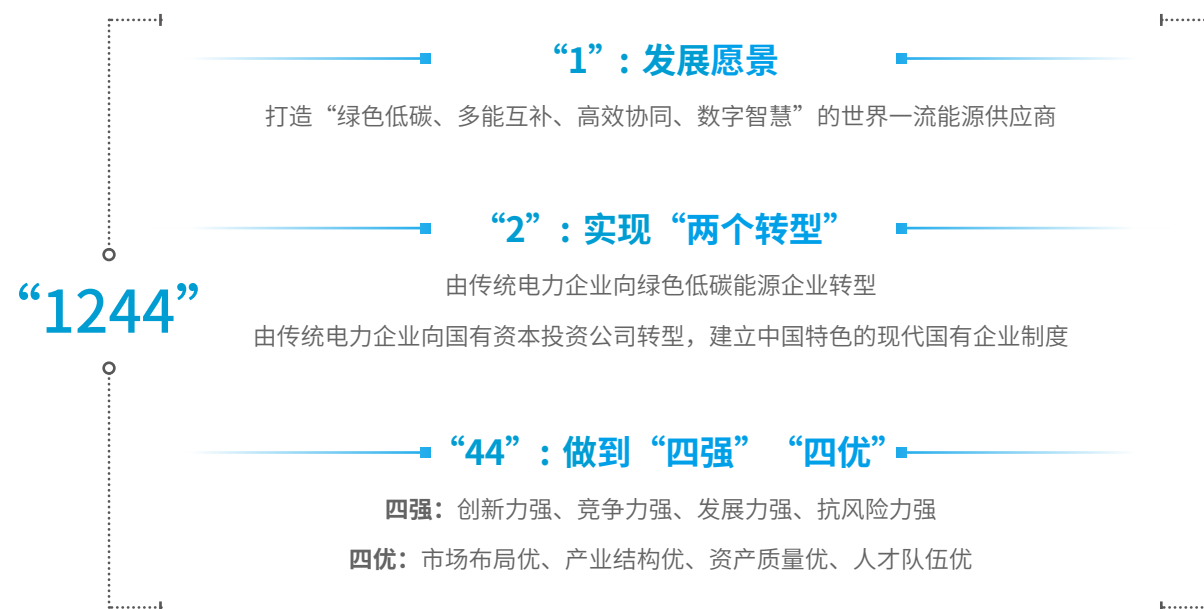 “1”：发展愿景
打造“绿色低碳、多能互补、高效协同、数字智慧”的世界一流能源供应商
“2”：实现“两个转型”
由传统电力企业向绿色低碳能源企业转型
“1244”
由传统电力企业向国有资本投资公司转型，建立中国特色的现代国有企业制度
“44”：做到“四强” “四优”
四强：创新力强、竞争力强、发展力强、抗风险力强
四优：市场布局优、产业结构优、资产质量优、人才队伍优